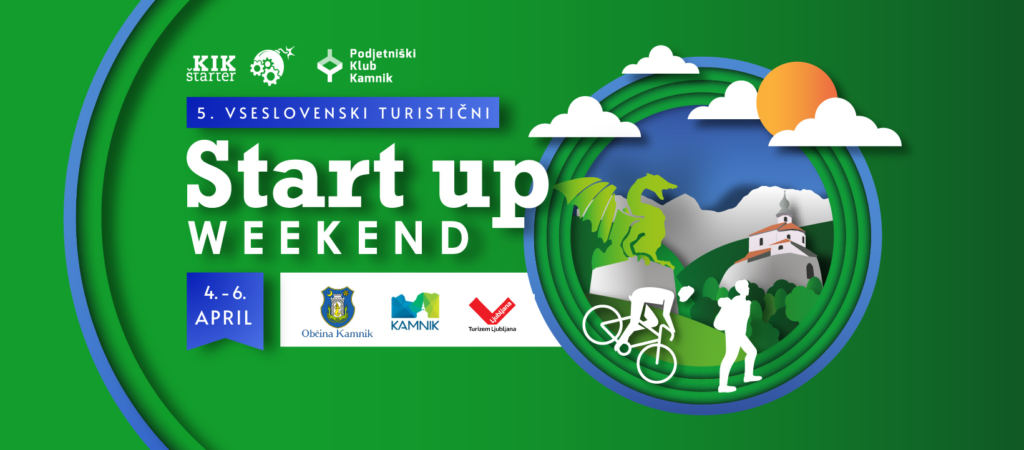 KIK
štarter
Podjetniški
Klub
Kamnik
5. VSESLOVENSKI TURISTIČNI
Start up
WEEKEND
4. - 6.
APRIL
Občina Kamnik
KAMNIK
Ljubljana
Turizem Ljubljana